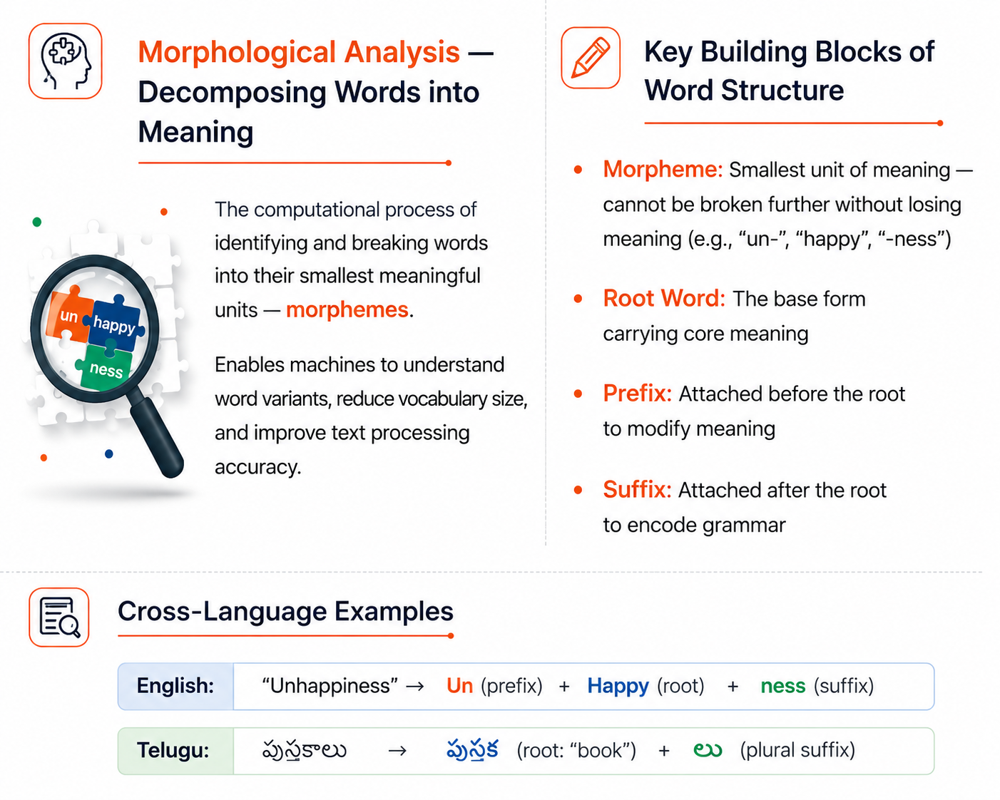 Morphological Analysis —
Decomposing Words into
Meaning
un
happy
ness
The computational process of
identifying and breaking words
into their smallest meaningful
units — morphemes.
Enables machines to understand
word variants, reduce vocabulary size,
and improve text processing
accuracy.
Key Building Blocks of
Word Structure
• Morpheme: Smallest unit of meaning —
cannot be broken further without losing
meaning (e.g., “un-”, “happy”, “-ness”)
• Root Word: The base form
carrying core meaning
• Prefix: Attached before the root
to modify meaning
• Suffix: Attached after the root
to encode grammar
Cross-Language Examples
English: “Unhappiness” → Un (prefix) + Happy (root) + ness (suffix)
Telugu: పుస్తకాలు → పుస్తక (root: “book”) + లు (plural suffix)